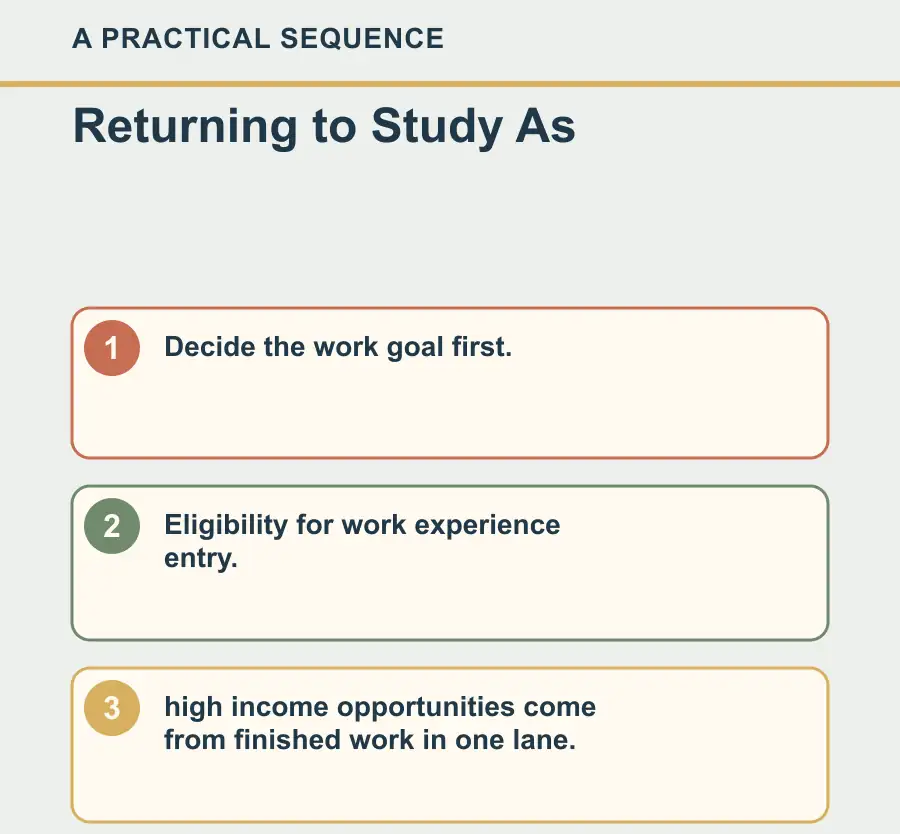 A PRACTICAL SEQUENCE
Returning to Study As
1
Decide the work goal first.
2
Eligibility for work experience
entry.
3
high income opportunities come
from finished work in one lane.